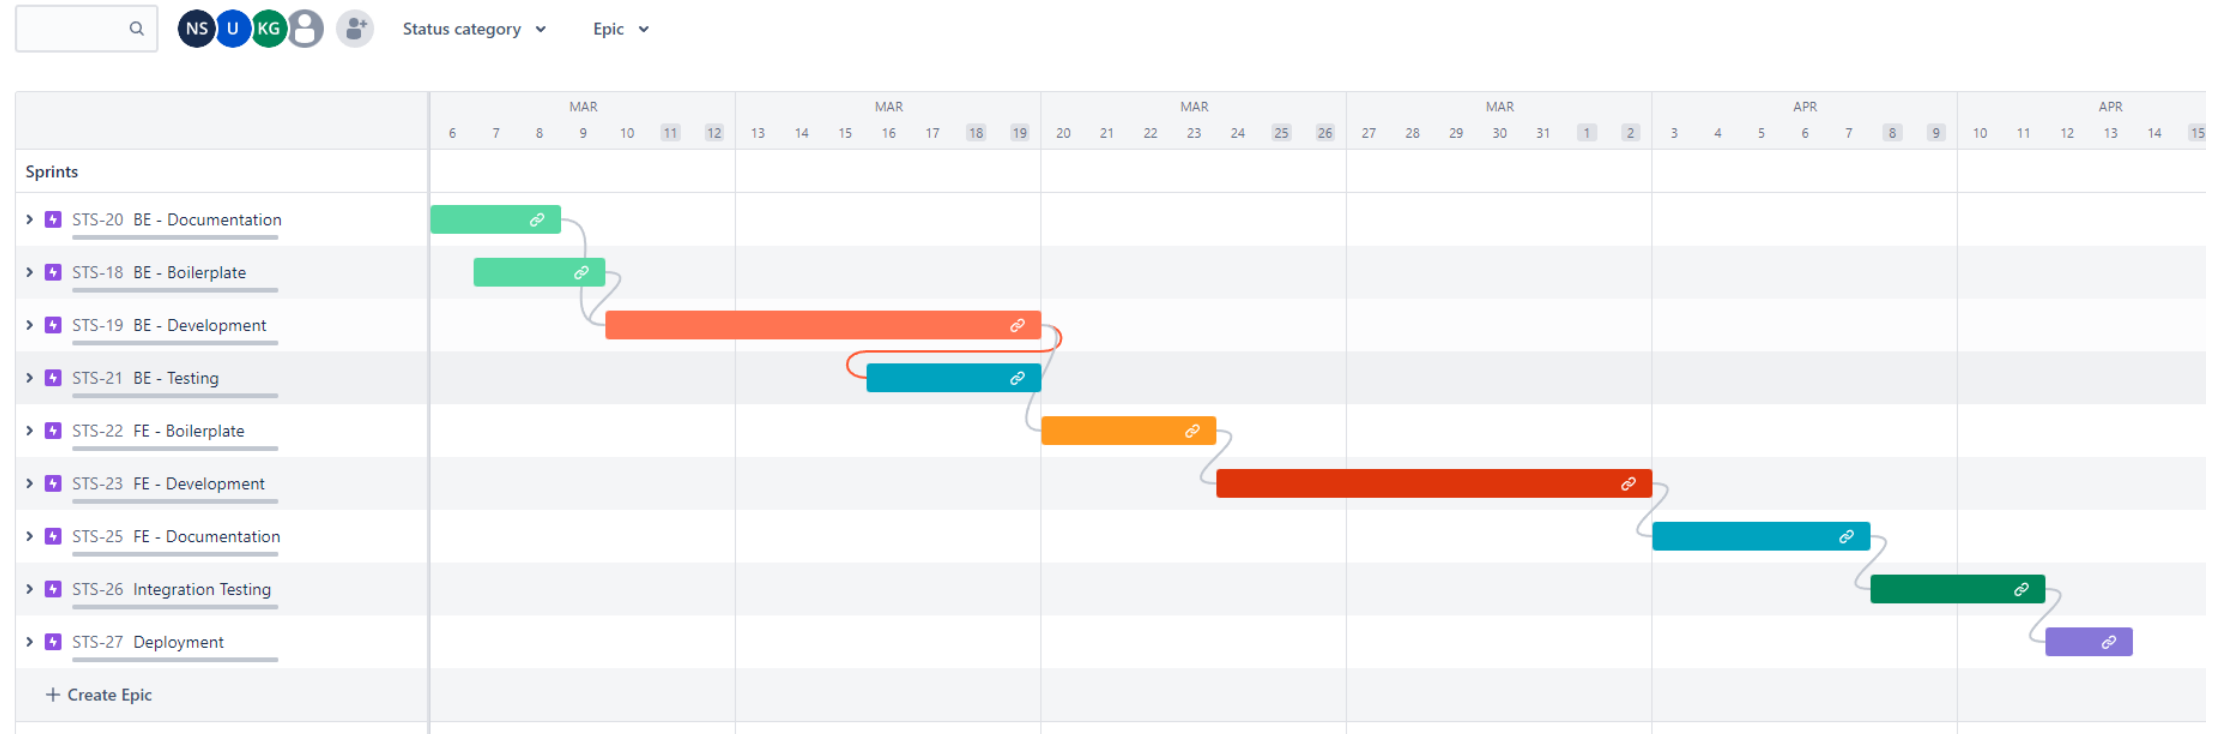 NS U KG Status category Epic
MAR MAR MAR MAR APR APR
6 7 8 9 10 11 12 13 14 15 16 17 18 19 20 21 22 23 24 25 26 27 28 29 30 31 1 2 3 4 5 6 7 8 9 10 11 12 13 14 15
Sprints
STS-20 BE - Documentation
STS-18 BE - Boilerplate
STS-19 BE - Development
STS-21 BE - Testing
STS-22 FE - Boilerplate
STS-23 FE - Development
STS-25 FE - Documentation
STS-26 Integration Testing
STS-27 Deployment
+ Create Epic